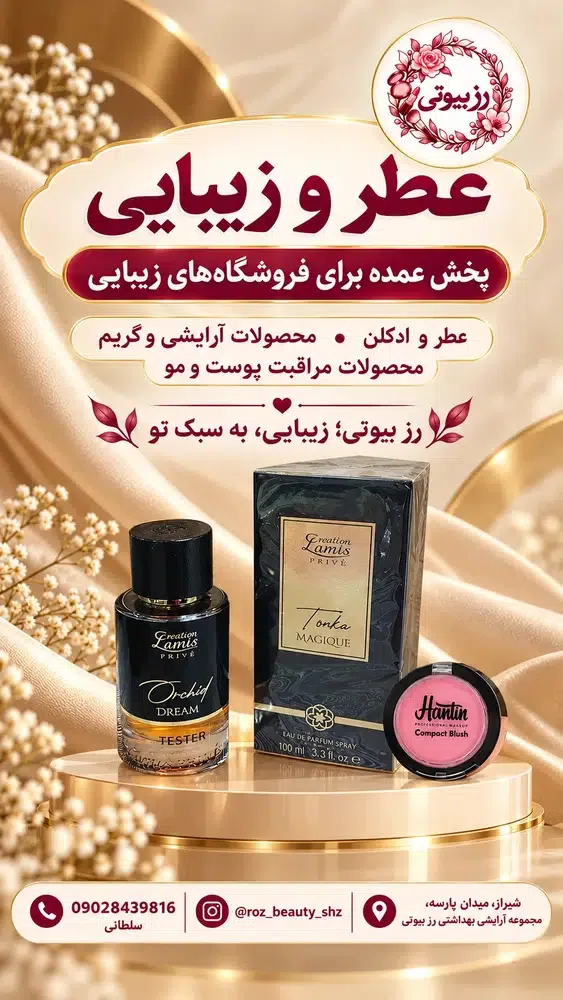 رز بیوتی
عطر و زیبایی
پخش عمده برای فروشگاه‌های زیبایی
عطر و ادکلن • محصولات آرایشی و گریم
محصولات مراقبت پوست و مو
رز بیوتی؛ زیبایی، به سبک تو
Creation
Lamis
PRIVÉ
Tonka
MAGIQUE
EAU DE PARFUM SPRAY
100 ml 3.3 fl. oz e
Creation
Lamis
PRIVÉ
Orchid
DREAM
TESTER
Hantin
PROFESSIONAL MAKEUP
Compact Blush
شیراز، میدان پارسه،
مجموعه آرایشی بهداشتی رز بیوتی
@roz_beauty_shz
09028439816
سلطانی